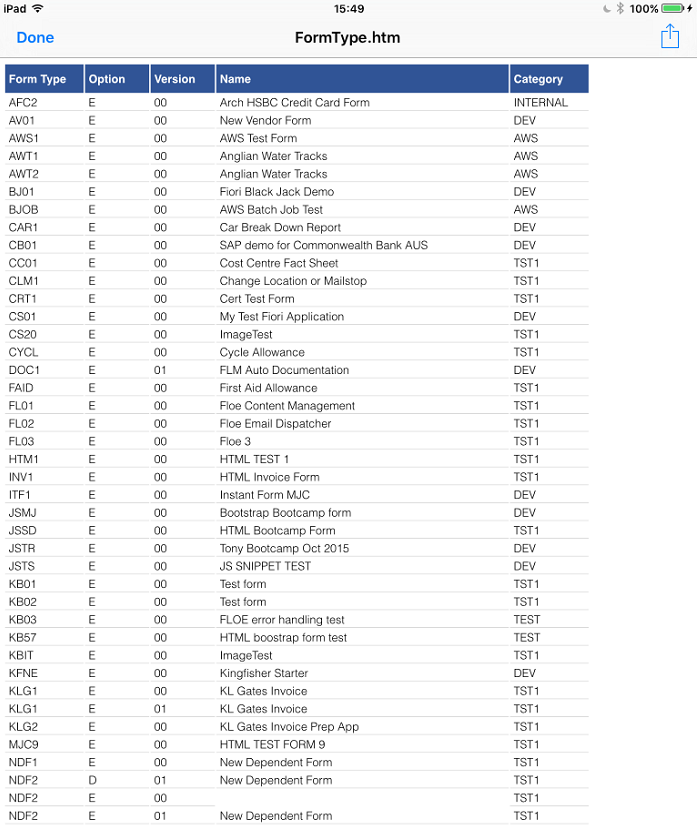 iPad 15:49 100%
Done FormType.htm
Form Type Option Version Name Category
AFC2 E 00 Arch HSBC Credit Card Form INTERNAL
AV01 E 00 New Vendor Form DEV
AWS1 E 00 AWS Test Form AWS
AWT1 E 00 Anglian Water Tracks AWS
AWT2 E 00 Anglian Water Tracks AWS
BJ01 E 00 Fiori Black Jack Demo DEV
BJOB E 00 AWS Batch Job Test AWS
CAR1 E 00 Car Break Down Report DEV
CB01 E 00 SAP demo for Commonwealth Bank AUS DEV
CC01 E 00 Cost Centre Fact Sheet TST1
CLM1 E 00 Change Location or Mailstop TST1
CRT1 E 00 Cert Test Form TST1
CS01 E 00 My Test Fiori Application DEV
CS20 E 00 ImageTest TST1
CYCL E 00 Cycle Allowance TST1
DOC1 E 01 FLM Auto Documentation DEV
FAID E 00 First Aid Allowance TST1
FL01 E 00 Floe Content Management TST1
FL02 E 00 Floe Email Dispatcher TST1
FL03 E 00 Floe 3 TST1
HTM1 E 00 HTML TEST 1 TST1
INV1 E 00 HTML Invoice Form TST1
ITF1 E 00 Instant Form MJC DEV
JSMJ E 00 Bootstrap Bootcamp form DEV
JSSD E 00 HTML Bootcamp Form TST1
JSTR E 00 Tony Bootcamp Oct 2015 DEV
JSTS E 00 JS SNIPPET TEST DEV
KB01 E 00 Test form TST1
KB02 E 00 Test form TST1
KB03 E 00 FLOE error handling test TEST
KB57 E 00 HTML boostrap form test TEST
KBIT E 00 ImageTest TST1
KFNE E 00 Kingfisher Starter DEV
KLG1 E 00 KL Gates Invoice TST1
KLG1 E 01 KL Gates Invoice TST1
KLG2 E 00 KL Gates Invoice Prep App TST1
MJC9 E 00 HTML TEST FORM 9 TST1
NDF1 E 00 New Dependent Form TST1
NDF2 D 01 New Dependent Form TST1
NDF2 E 00 TST1
NDF2 E 01 New Dependent Form TST1